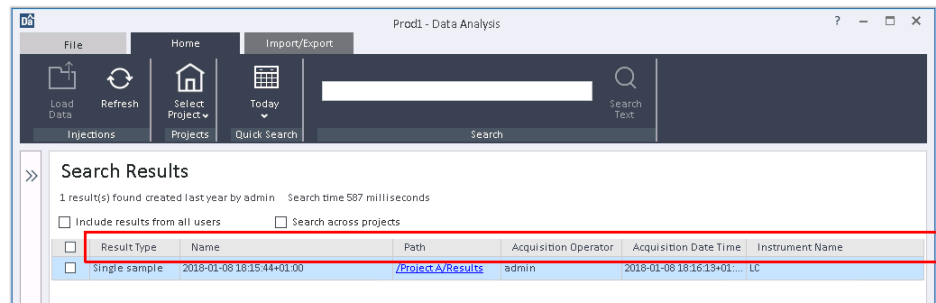 DA
Prod1 - Data Analysis
File Home Import/Export
Load Data Refresh Select Project Today Search Text
Injections Projects Quick Search Search
Search Results
1 result(s) found created last year by admin Search time 587 milliseconds
Include results from all users Search across projects
Result Type Name Path Acquisition Operator Acquisition Date Time Instrument Name
Single sample 2018-01-08 18:15:44+01:00 /Project A/Results admin 2018-01-08 18:16:13+01:... LC